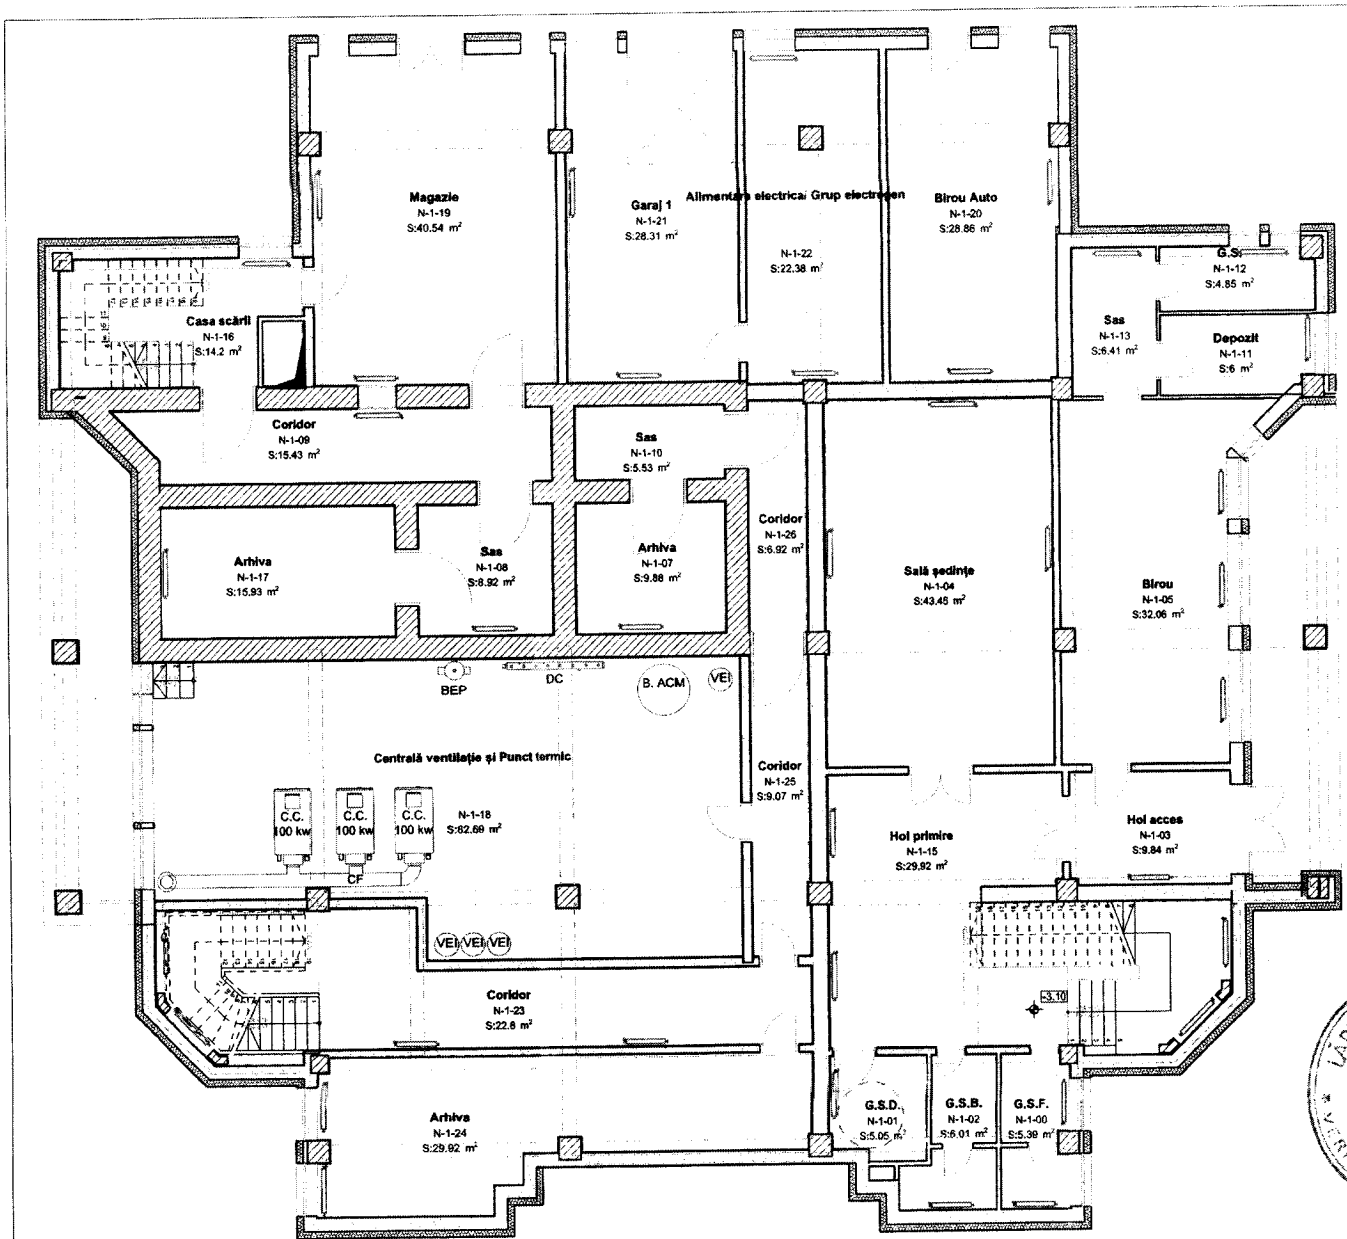 Magazie
N-1-19
S:40.54 m²
Garaj 1
N-1-21
S:28.31 m²
Alimentare electrica/ Grup electrogen
N-1-22
S:22.38 m²
Birou Auto
N-1-20
S:28.86 m²
G.S.
N-1-12
S:4.85 m²
Sas
N-1-13
S:6.41 m²
Depozit
N-1-11
S:6 m²
Casa scării
N-1-16
S:14.2 m²
Coridor
N-1-09
S:15.43 m²
Sas
N-1-10
S:5.53 m²
Arhiva
N-1-17
S:15.93 m²
Sas
N-1-08
S:8.92 m²
Arhiva
N-1-07
S:9.88 m²
Coridor
N-1-26
S:6.92 m²
Sală ședințe
N-1-04
S:43.45 m²
Birou
N-1-05
S:32.06 m²
BEP
DC
B. ACM
VEI
Centrală ventilație și Punct termic
N-1-18
S:62.69 m²
C.C.
100 kw
C.C.
100 kw
C.C.
100 kw
CF
Coridor
N-1-25
S:9.07 m²
Hol primire
N-1-15
S:29.92 m²
Hol acces
N-1-03
S:9.84 m²
VEI
VEI
VEI
Coridor
N-1-23
S:22.8 m²
-3.10
Arhiva
N-1-24
S:29.92 m²
G.S.D.
N-1-01
S:5.05 m²
G.S.B.
N-1-02
S:6.01 m²
G.S.F.
N-1-00
S:5.39 m²